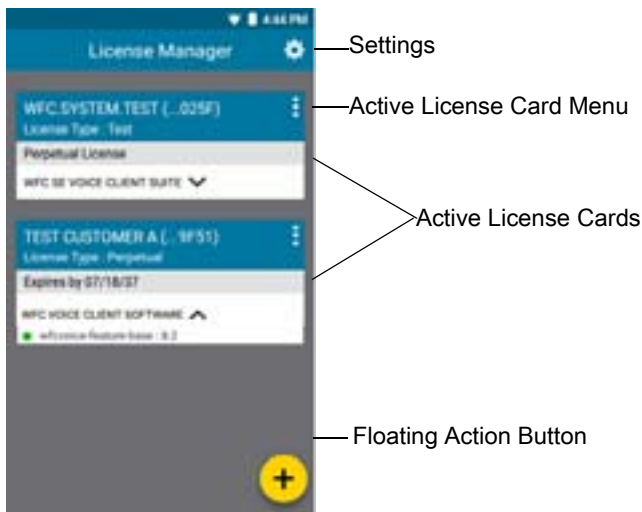 4:44 PM
License Manager
Settings
WFC.SYSTEM.TEST (...025F)
Active License Card Menu
License Type : Test
Perpetual License
WFC SE VOICE CLIENT SUITE
Active License Cards
TEST CUSTOMER A (...9F51)
License Type : Perpetual
Expires by 07/18/37
WFC VOICE CLIENT SOFTWARE
wfcvoice-feature-base : 8.2
Floating Action Button